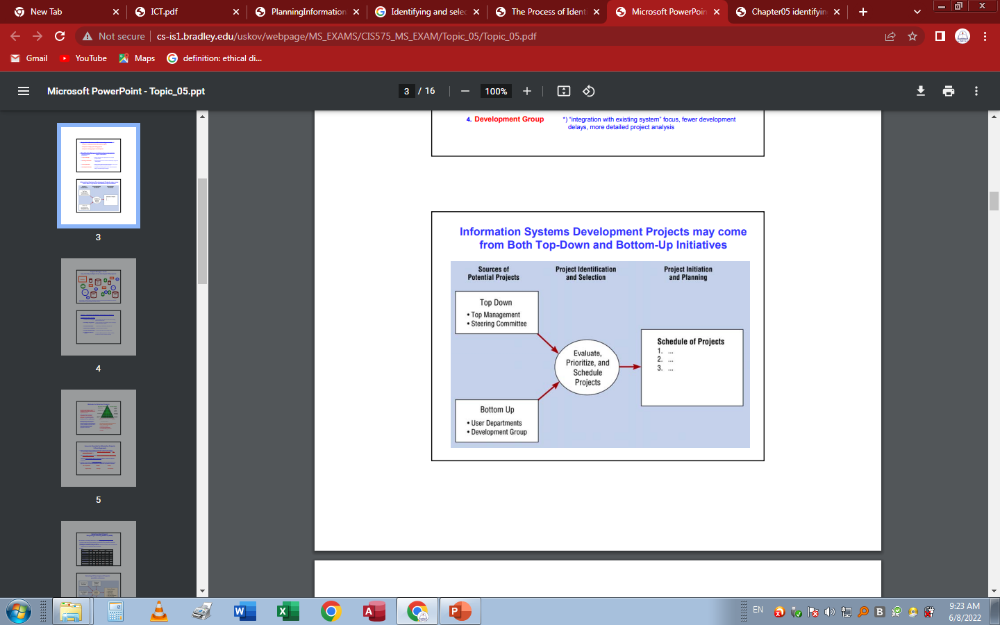 New Tab
ICT.pdf
PlanningInformation
Identifying and selec
The Process of Ident
Microsoft PowerPoin
Chapter05 identifyin
Not secure
cs-is1.bradley.edu/uskov/webpage/MS_EXAMS/CIS575_MS_EXAM/Topic_05/Topic_05.pdf
Gmail
YouTube
Maps
definition: ethical di...
Microsoft PowerPoint - Topic_05.ppt
3 / 16
100%
4. Development Group
*) “integration with existing system” focus, fewer development
delays, more detailed project analysis
Information Systems Development Projects may come
from Both Top-Down and Bottom-Up Initiatives
Sources of
Potential Projects
Project Identification
and Selection
Project Initiation
and Planning
Top Down
• Top Management
• Steering Committee
Evaluate,
Prioritize, and
Schedule
Projects
Schedule of Projects
1. ...
2. ...
3. ...
Bottom Up
• User Departments
• Development Group
3
4
5
EN
9:23 AM
6/8/2022